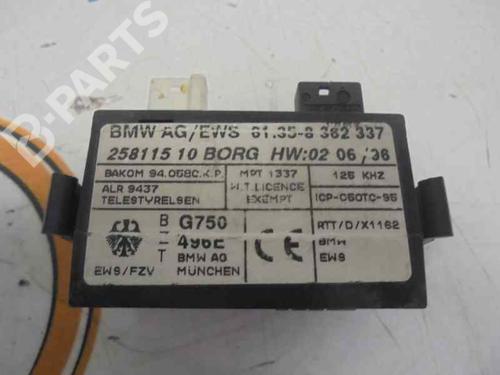 B-PARTS
BMW AG/EWS 61.35-8 382 337
258115 10 BORG HW:02 06/36
BAKOM 94.058C.K.P.
MPT 1337
125 KHZ
ALR 9437
TELESTYRELSEN
W.T.LICENCE
EXEMPT
ICP-C50TC-95
B
Z
T
G750
496E
BMW AG
MÜNCHEN
EWS/FZV
CE
RTT/D/X1162
BMW
EWS